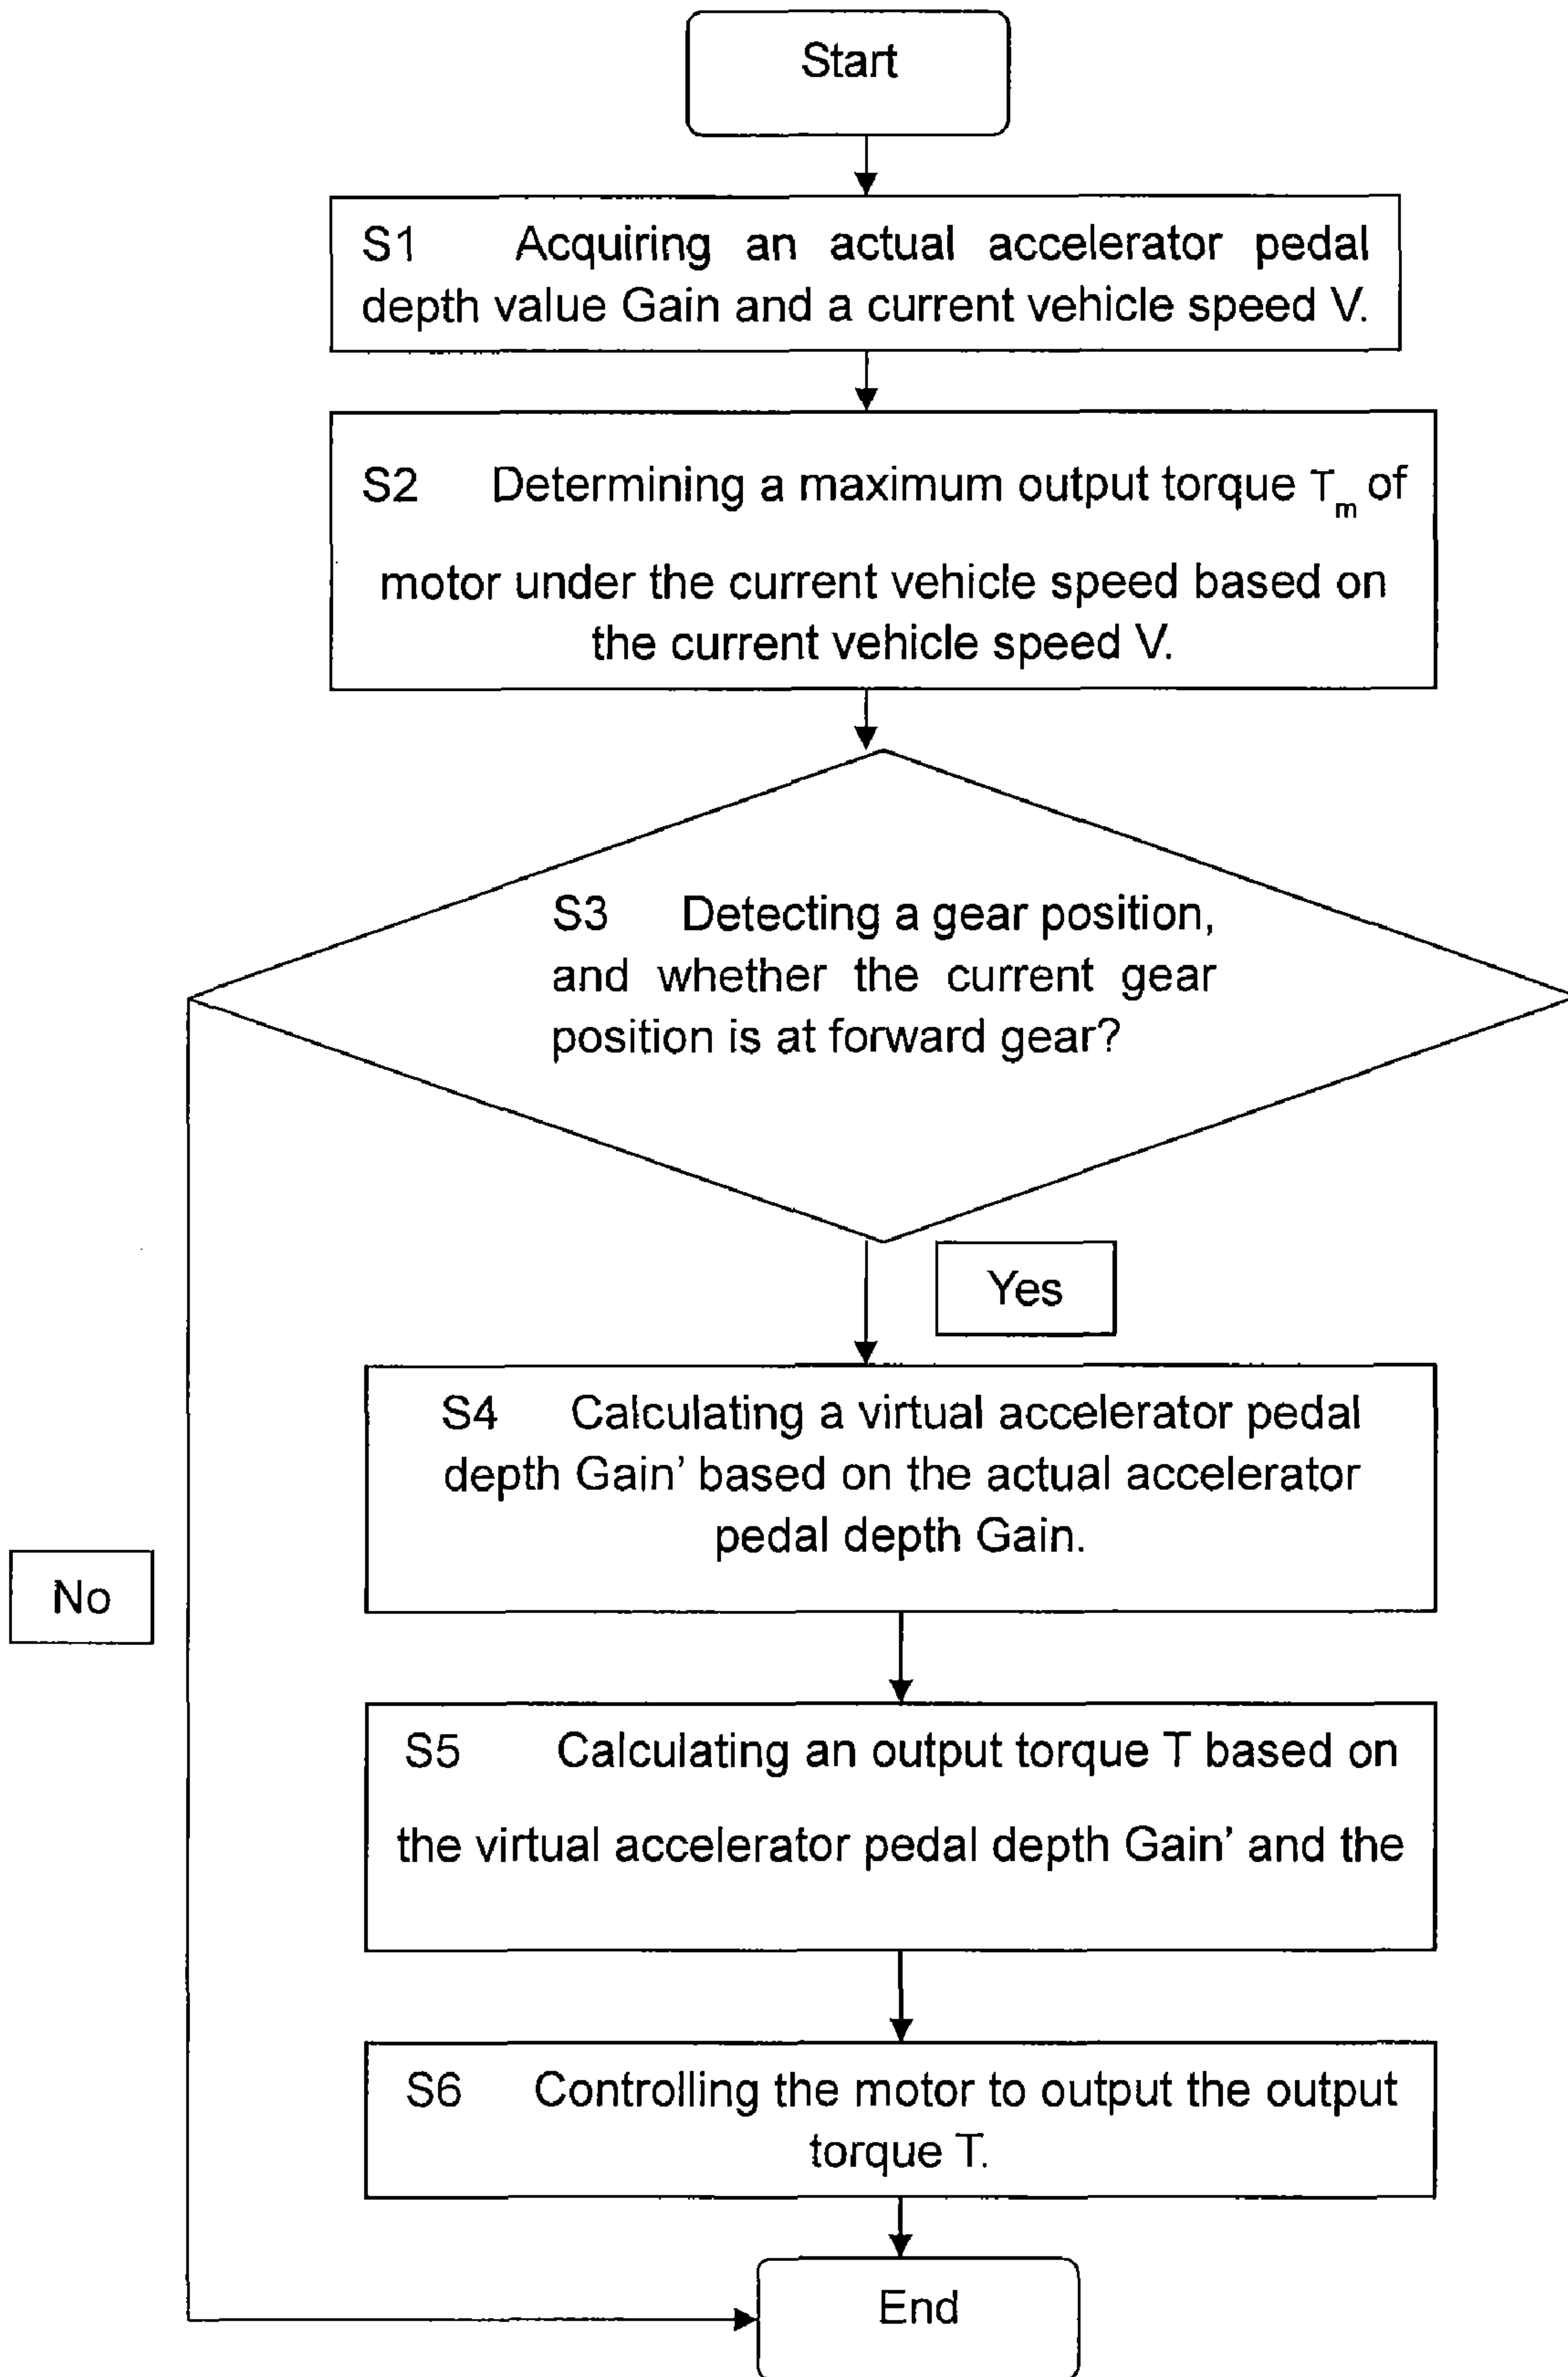 Start
S1 Acquiring an actual accelerator pedal
depth value Gain and a current vehicle speed V.
S2 Determining a maximum output torque Tm of
motor under the current vehicle speed based on
the current vehicle speed V.
S3 Detecting a gear position,
and whether the current gear
position is at forward gear?
Yes
S4 Calculating a virtual accelerator pedal
depth Gain' based on the actual accelerator
pedal depth Gain.
No
S5 Calculating an output torque T based on
the virtual accelerator pedal depth Gain' and the
S6 Controlling the motor to output the output
torque T.
End